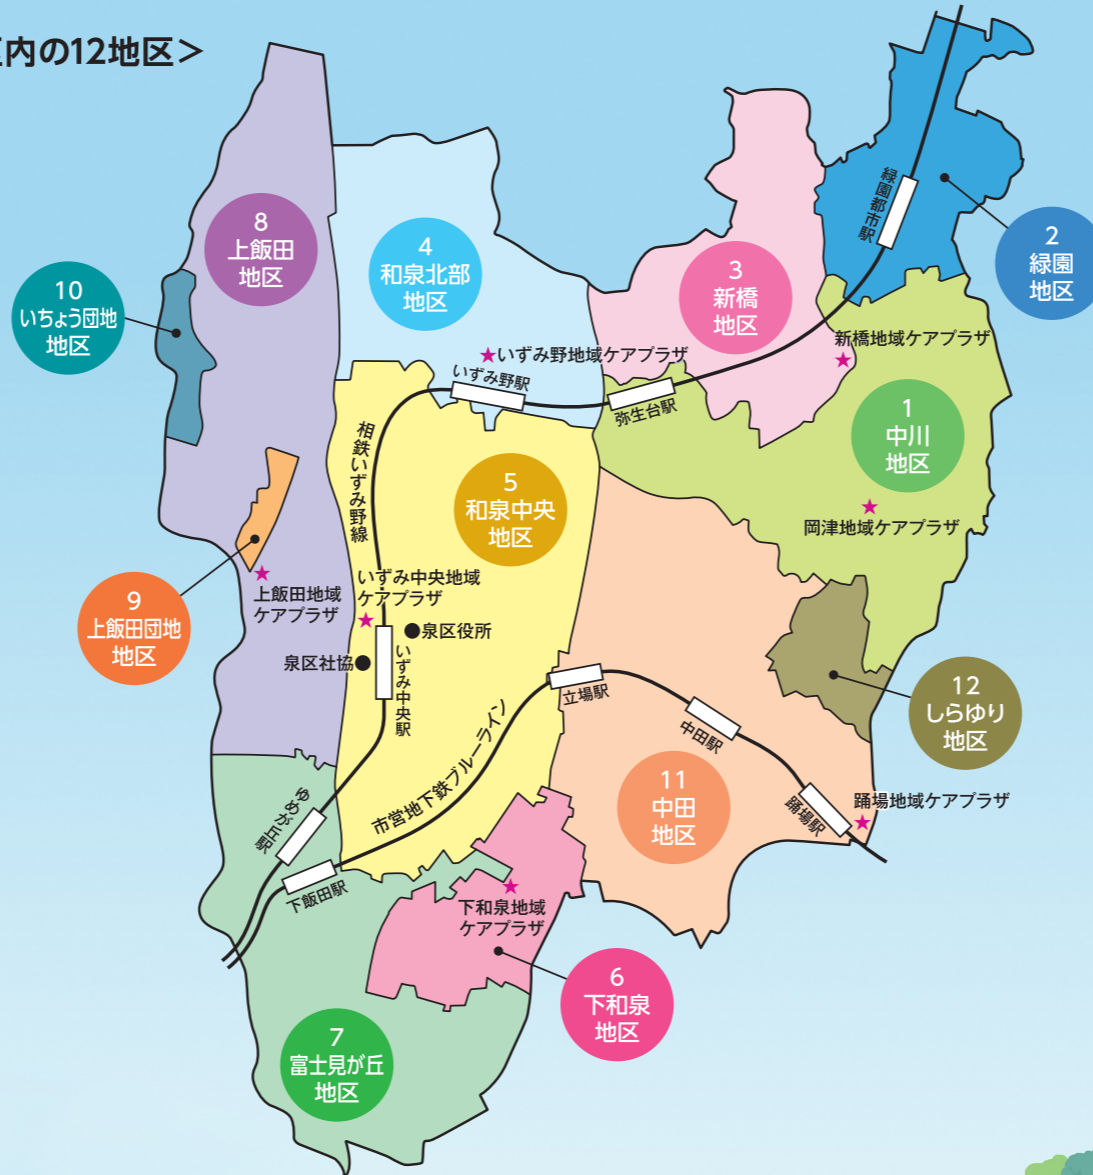 区内の12地区＞
8
上飯田
地区
4
和泉北部
地区
3
新橋
地区
2
緑園
地区
緑園都市駅
10
いちょう団地
地区
いずみ野地域ケアプラザ
いずみ野駅
弥生台駅
新橋地域ケアプラザ
1
中川
地区
相鉄いずみ野線
5
和泉中央
地区
岡津地域ケアプラザ
9
上飯田団地
地区
上飯田地域
ケアプラザ
いずみ中央地域
ケアプラザ
泉区役所
泉区社協
いずみ中央駅
立場駅
中田駅
12
しらゆり
地区
市営地下鉄ブルーライン
11
中田
地区
踊場駅
踊場地域ケアプラザ
ゆめが丘駅
下飯田駅
下和泉地域
ケアプラザ
6
下和泉
地区
7
富士見が丘
地区